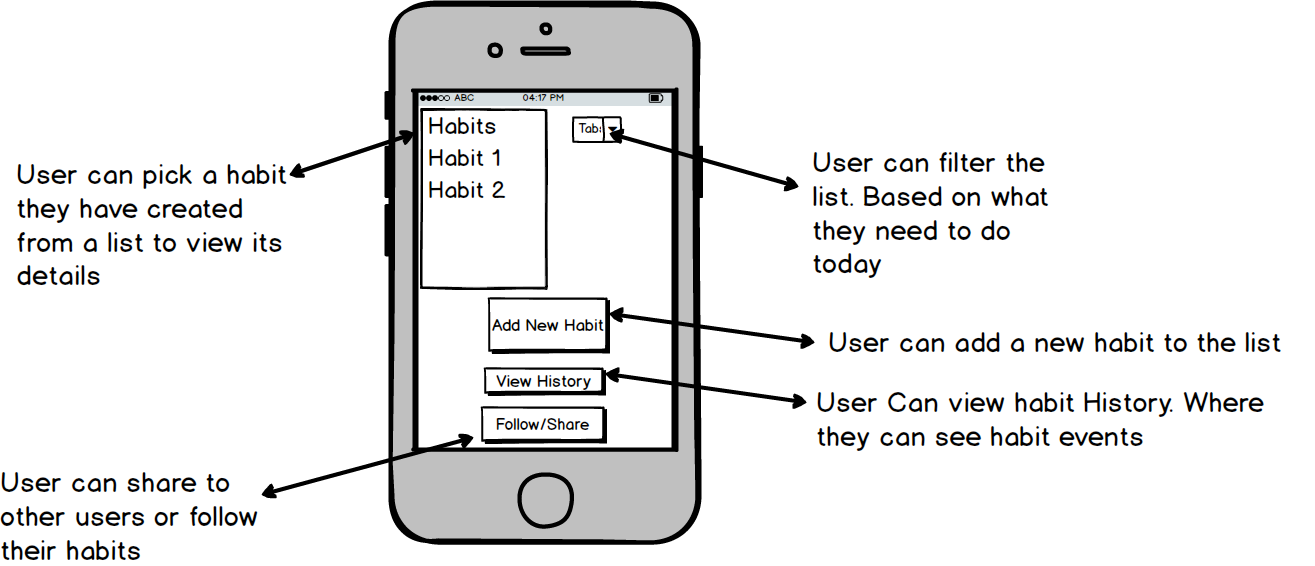 ABC 04:17 PM
Habits
Habit 1
Habit 2
Tab
User can pick a habit
they have created
from a list to view its
details
User can filter the
list. Based on what
they need to do
today
Add New Habit
User can add a new habit to the list
View History
User Can view habit History. Where
they can see habit events
Follow/Share
User can share to
other users or follow
their habits